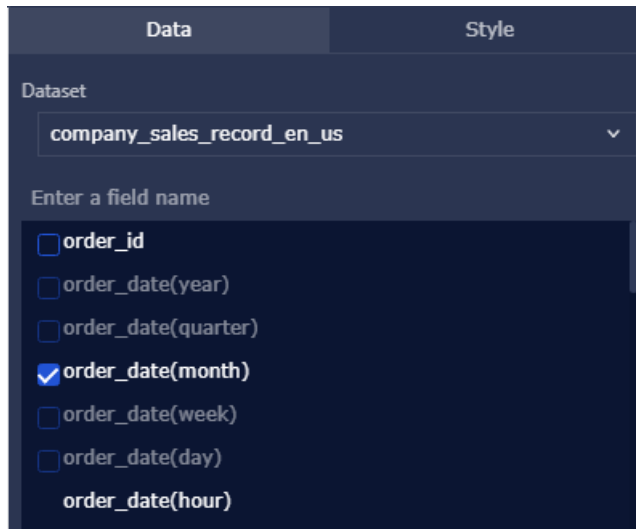 Data Style
Dataset
company_sales_record_en_us
Enter a field name
order_id
order_date(year)
order_date(quarter)
order_date(month)
order_date(week)
order_date(day)
order_date(hour)